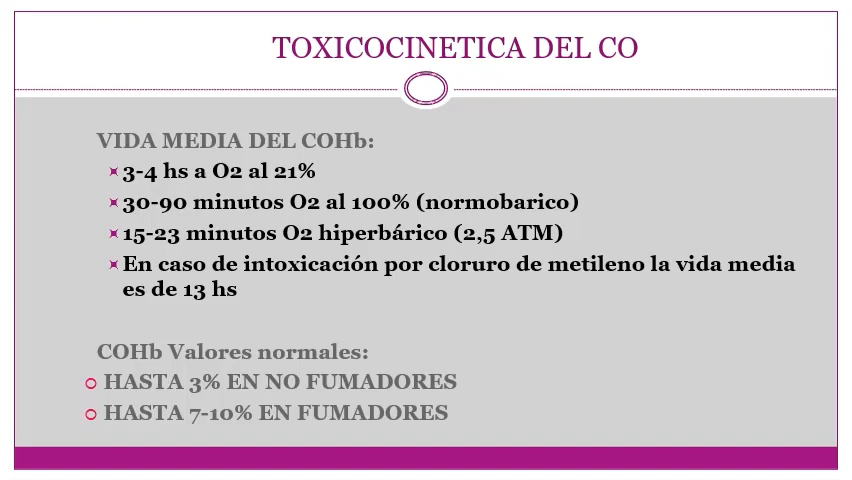 TOXICOCINETICA DEL CO
VIDA MEDIA DEL COHb:
3-4 hs a O2 al 21%
30-90 minutos O2 al 100% (normobarico)
15-23 minutos O2 hiperbárico (2,5 ATM)
En caso de intoxicación por cloruro de metileno la vida media
es de 13 hs
COHb Valores normales:
HASTA 3% EN NO FUMADORES
HASTA 7-10% EN FUMADORES